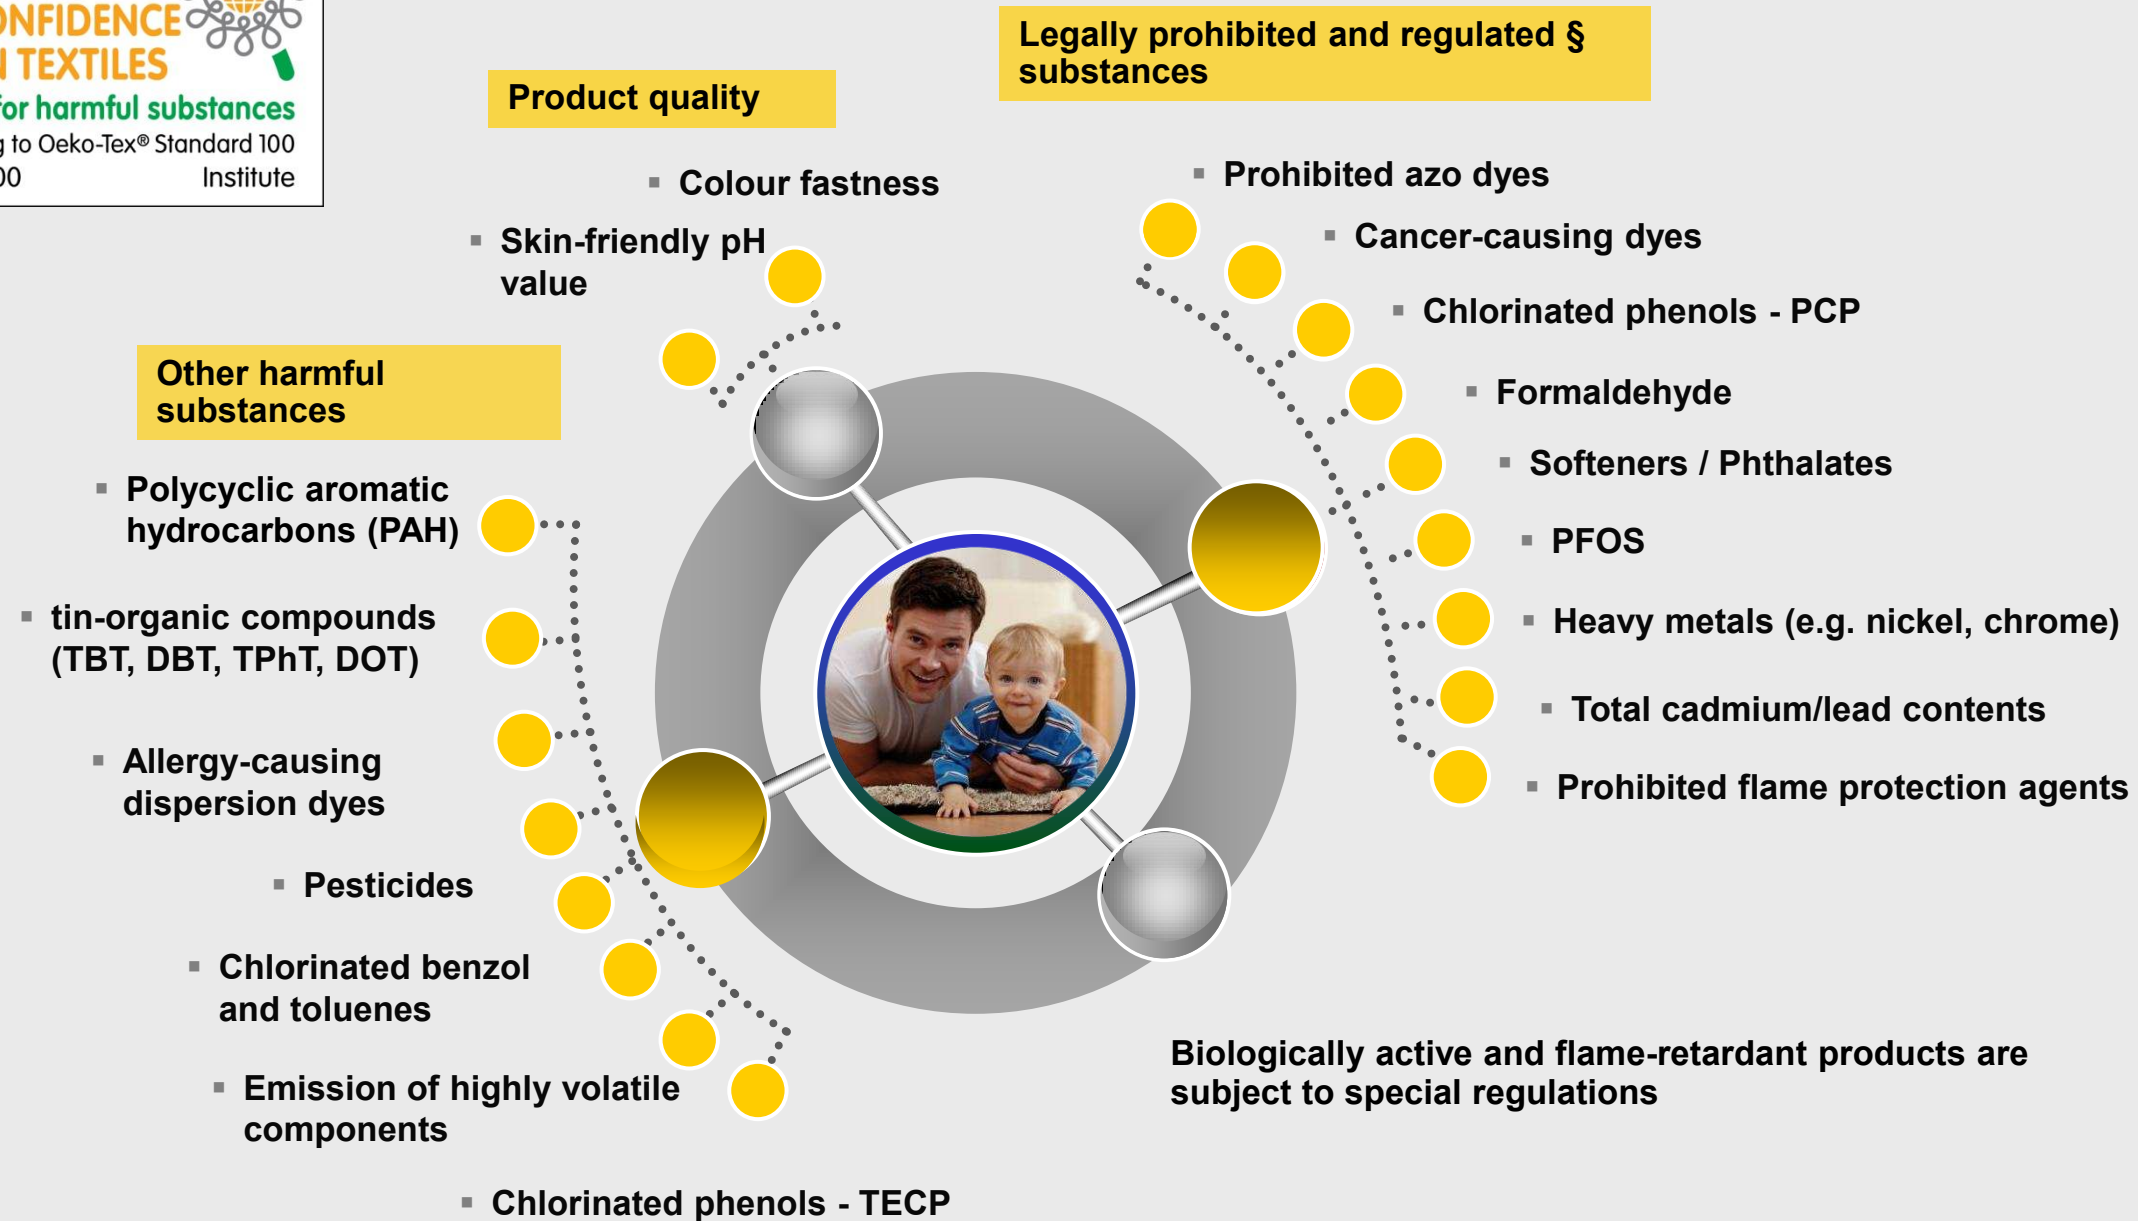 CONFIDENCE
IN TEXTILES
for harmful substances
to Oeko-Tex® Standard 100
00 Institute
Legally prohibited and regulated §
substances
Product quality
▪ Colour fastness
▪ Skin-friendly pH
value
▪ Prohibited azo dyes
▪ Cancer-causing dyes
▪ Chlorinated phenols - PCP
▪ Formaldehyde
▪ Softeners / Phthalates
▪ PFOS
▪ Heavy metals (e.g. nickel, chrome)
▪ Total cadmium/lead contents
▪ Prohibited flame protection agents
Other harmful
substances
▪ Polycyclic aromatic
hydrocarbons (PAH)
▪ tin-organic compounds
(TBT, DBT, TPhT, DOT)
▪ Allergy-causing
dispersion dyes
▪ Pesticides
▪ Chlorinated benzol
and toluenes
▪ Emission of highly volatile
components
▪ Chlorinated phenols - TECP
Biologically active and flame-retardant products are
subject to special regulations